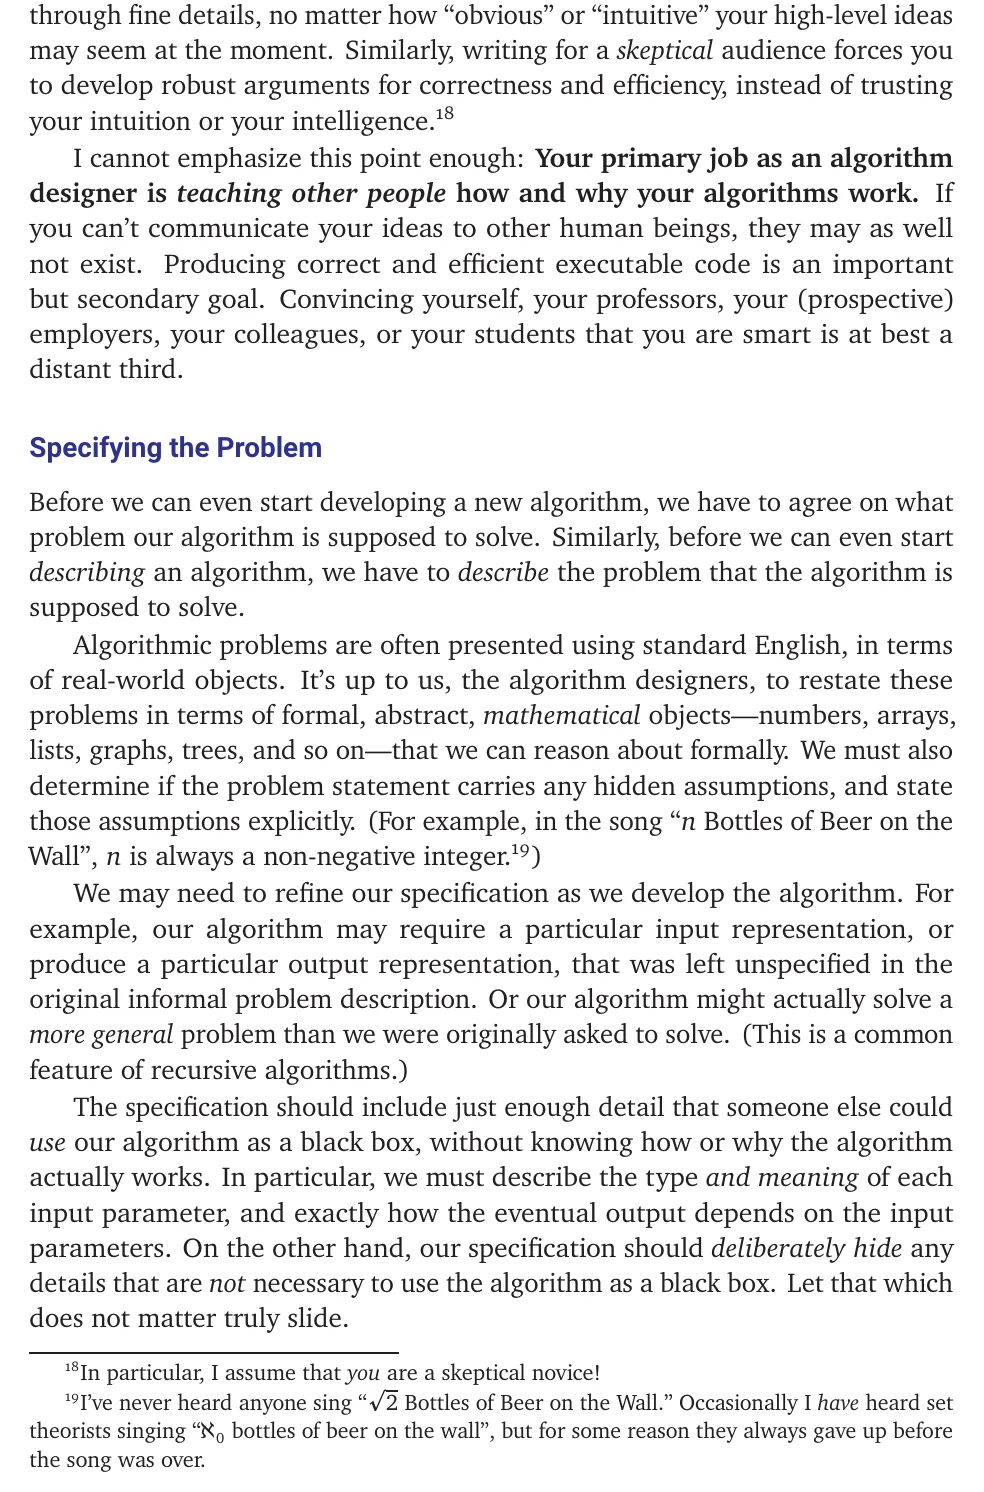 through fine details, no matter how “obvious” or “intuitive” your high-level ideas
may seem at the moment. Similarly, writing for a skeptical audience forces you
to develop robust arguments for correctness and efficiency, instead of trusting
your intuition or your intelligence.¹⁸
I cannot emphasize this point enough: Your primary job as an algorithm
designer is teaching other people how and why your algorithms work. If
you can’t communicate your ideas to other human beings, they may as well
not exist. Producing correct and efficient executable code is an important
but secondary goal. Convincing yourself, your professors, your (prospective)
employers, your colleagues, or your students that you are smart is at best a
distant third.
Specifying the Problem
Before we can even start developing a new algorithm, we have to agree on what
problem our algorithm is supposed to solve. Similarly, before we can even start
describing an algorithm, we have to describe the problem that the algorithm is
supposed to solve.
Algorithmic problems are often presented using standard English, in terms
of real-world objects. It’s up to us, the algorithm designers, to restate these
problems in terms of formal, abstract, mathematical objects—numbers, arrays,
lists, graphs, trees, and so on—that we can reason about formally. We must also
determine if the problem statement carries any hidden assumptions, and state
those assumptions explicitly. (For example, in the song “n Bottles of Beer on the
Wall”, n is always a non-negative integer.¹⁹)
We may need to refine our specification as we develop the algorithm. For
example, our algorithm may require a particular input representation, or
produce a particular output representation, that was left unspecified in the
original informal problem description. Or our algorithm might actually solve a
more general problem than we were originally asked to solve. (This is a common
feature of recursive algorithms.)
The specification should include just enough detail that someone else could
use our algorithm as a black box, without knowing how or why the algorithm
actually works. In particular, we must describe the type and meaning of each
input parameter, and exactly how the eventual output depends on the input
parameters. On the other hand, our specification should deliberately hide any
details that are not necessary to use the algorithm as a black box. Let that which
does not matter truly slide.
¹⁸In particular, I assume that you are a skeptical novice!
¹⁹I’ve never heard anyone sing “√2 Bottles of Beer on the Wall.” Occasionally I have heard set
theorists singing “ℵ₀ bottles of beer on the wall”, but for some reason they always gave up before
the song was over.